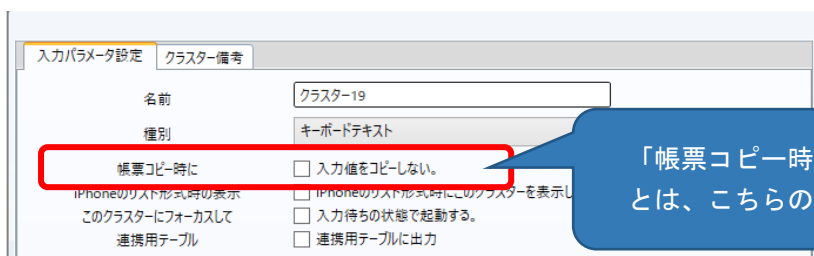 入力パラメータ設定 クラスター備考
名前 クラスター19
種別 キーボードテキスト
帳票コピー時に 入力値をコピーしない。
iPhoneのリスト形式時の表示 iPhoneのリスト形式時にこのクラスターを表示し
このクラスターにフォーカスして 入力待ちの状態で起動する。
連携用テーブル 連携用テーブルに出力
「帳票コピー時
とは、こちらの